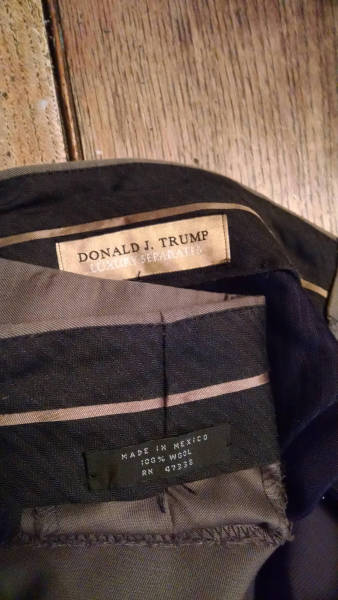 DONALD J. TRUMP
LUXURY SEPARATES
MADE IN MEXICO
100% WOOL
RN 47338